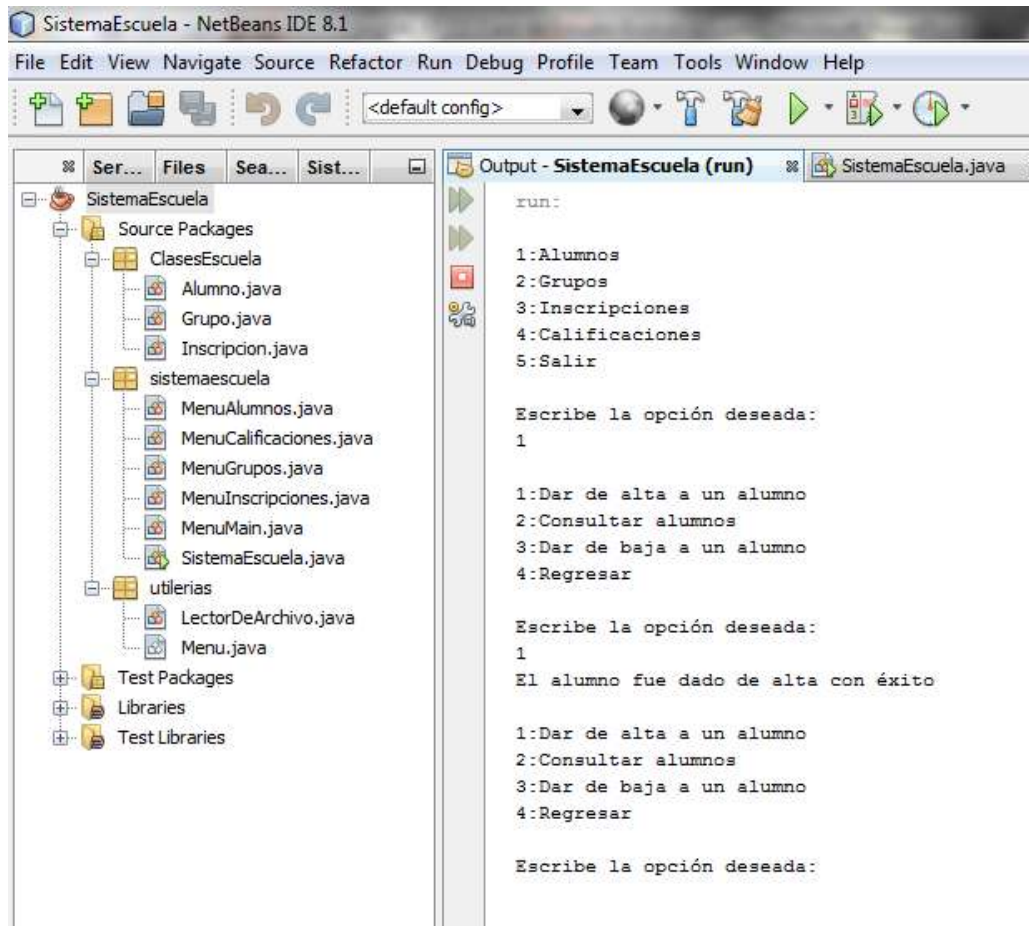 SistemaEscuela - NetBeans IDE 8.1
File Edit View Navigate Source Refactor Run Debug Profile Team Tools Window Help
<default config>
Ser... Files Sea... Sist...
SistemaEscuela
Source Packages
ClasesEscuela
Alumno.java
Grupo.java
Inscripcion.java
sistemaescuela
MenuAlumnos.java
MenuCalificaciones.java
MenuGrupos.java
MenuInscripciones.java
MenuMain.java
SistemaEscuela.java
utilerias
LectorDeArchivo.java
Menu.java
Test Packages
Libraries
Test Libraries
Output - SistemaEscuela (run) SistemaEscuela.java
run:
1:Alumnos
2:Grupos
3:Inscripciones
4:Calificaciones
5:Salir
Escribe la opción deseada:
1
1:Dar de alta a un alumno
2:Consultar alumnos
3:Dar de baja a un alumno
4:Regresar
Escribe la opción deseada:
1
El alumno fue dado de alta con éxito
1:Dar de alta a un alumno
2:Consultar alumnos
3:Dar de baja a un alumno
4:Regresar
Escribe la opción deseada: